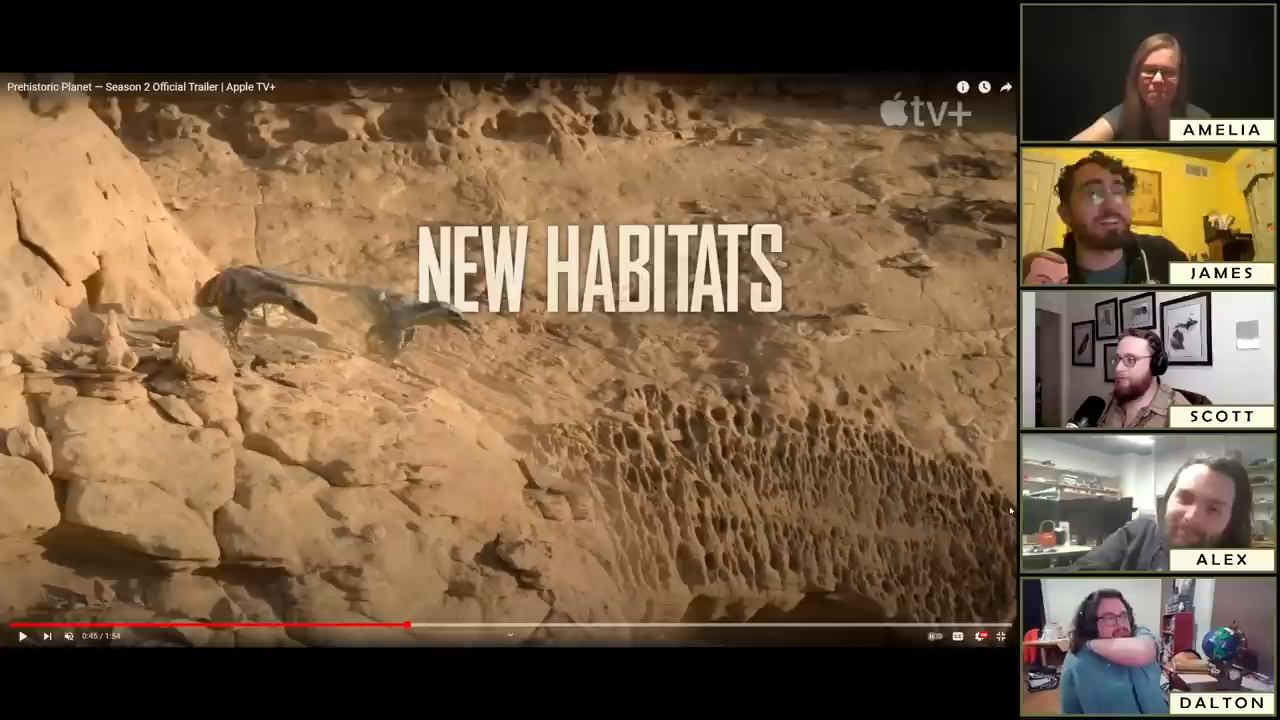 Prehistoric Planet — Season 2 Official Trailer | Apple TV+
tv+
NEW HABITATS
0:45 / 1:54
AMELIA
JAMES
SCOTT
ALEX
DALTON